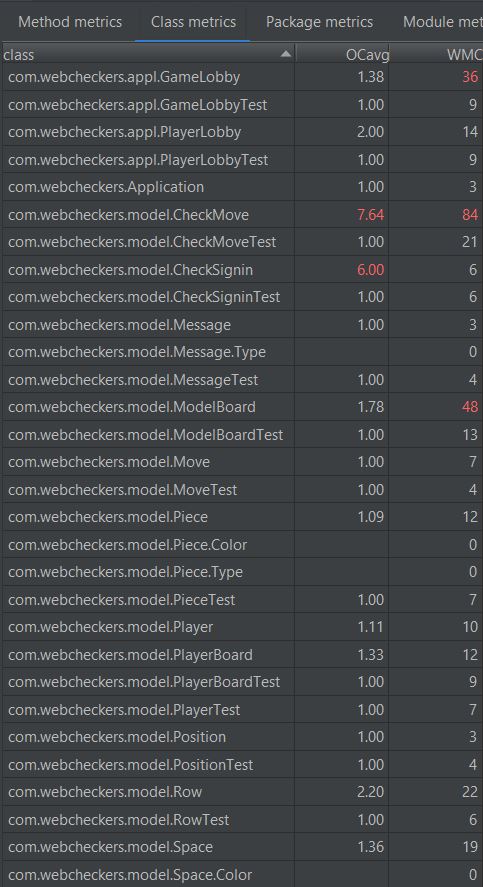 Method metrics Class metrics Package metrics Module met
class OCavg WMC
com.webcheckers.appl.GameLobby 1.38 36
com.webcheckers.appl.GameLobbyTest 1.00 9
com.webcheckers.appl.PlayerLobby 2.00 14
com.webcheckers.appl.PlayerLobbyTest 1.00 9
com.webcheckers.Application 1.00 3
com.webcheckers.model.CheckMove 7.64 84
com.webcheckers.model.CheckMoveTest 1.00 21
com.webcheckers.model.CheckSignin 6.00 6
com.webcheckers.model.CheckSigninTest 1.00 6
com.webcheckers.model.Message 1.00 3
com.webcheckers.model.Message.Type 0
com.webcheckers.model.MessageTest 1.00 4
com.webcheckers.model.ModelBoard 1.78 48
com.webcheckers.model.ModelBoardTest 1.00 13
com.webcheckers.model.Move 1.00 7
com.webcheckers.model.MoveTest 1.00 4
com.webcheckers.model.Piece 1.09 12
com.webcheckers.model.Piece.Color 0
com.webcheckers.model.Piece.Type 0
com.webcheckers.model.PieceTest 1.00 7
com.webcheckers.model.Player 1.11 10
com.webcheckers.model.PlayerBoard 1.33 12
com.webcheckers.model.PlayerBoardTest 1.00 9
com.webcheckers.model.PlayerTest 1.00 7
com.webcheckers.model.Position 1.00 3
com.webcheckers.model.PositionTest 1.00 4
com.webcheckers.model.Row 2.20 22
com.webcheckers.model.RowTest 1.00 6
com.webcheckers.model.Space 1.36 19
com.webcheckers.model.Space.Color 0